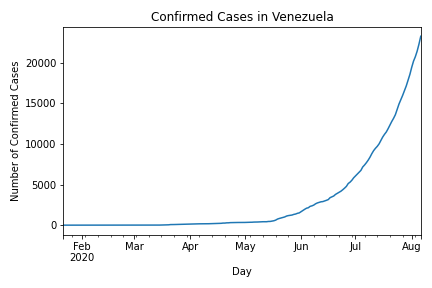 Confirmed Cases in Venezuela
Number of Confirmed Cases
20000
15000
10000
5000
0
Feb Mar Apr May Jun Jul Aug
2020
Day